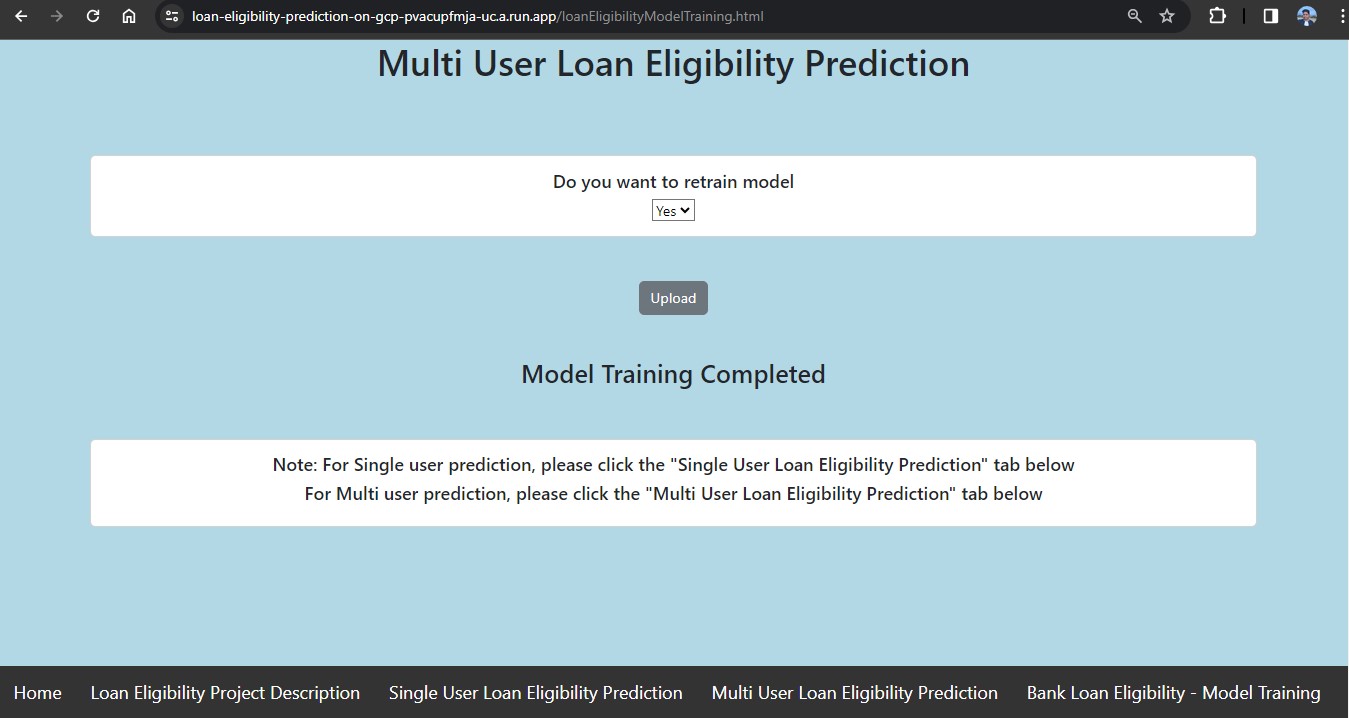 loan-eligibility-prediction-on-gcp-pvacupfmja-uc.a.run.app/loanEligibilityModelTraining.html
Multi User Loan Eligibility Prediction
Do you want to retrain model
Yes
Upload
Model Training Completed
Note: For Single user prediction, please click the "Single User Loan Eligibility Prediction" tab below
For Multi user prediction, please click the "Multi User Loan Eligibility Prediction" tab below
Home Loan Eligibility Project Description Single User Loan Eligibility Prediction Multi User Loan Eligibility Prediction Bank Loan Eligibility - Model Training